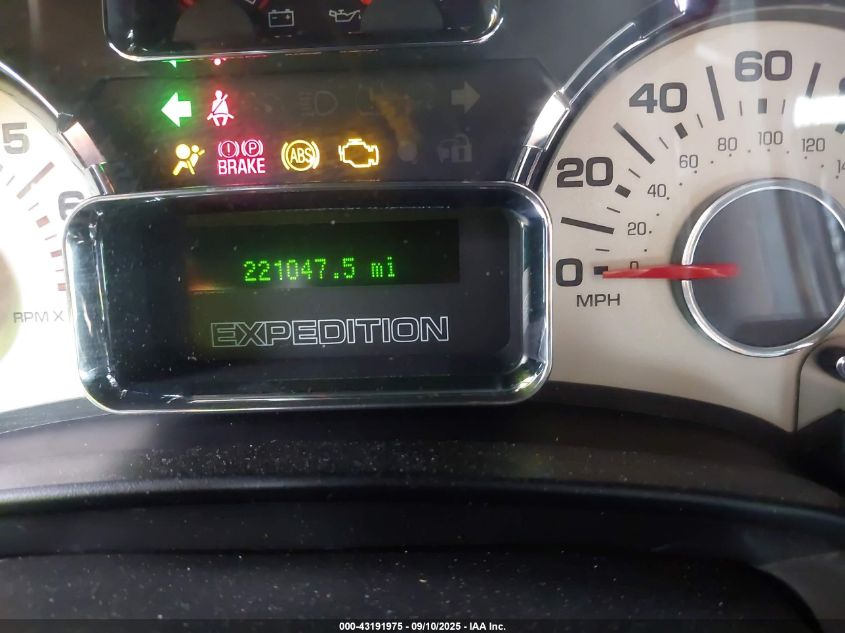 60
40
80 100 120
5
ABS
60
BRAKE
20
40
6
20
221047.5 mi
0
0
MPH
RPM X
EXPEDITION
000-43191975 - 09/10/2025 - IAA Inc.